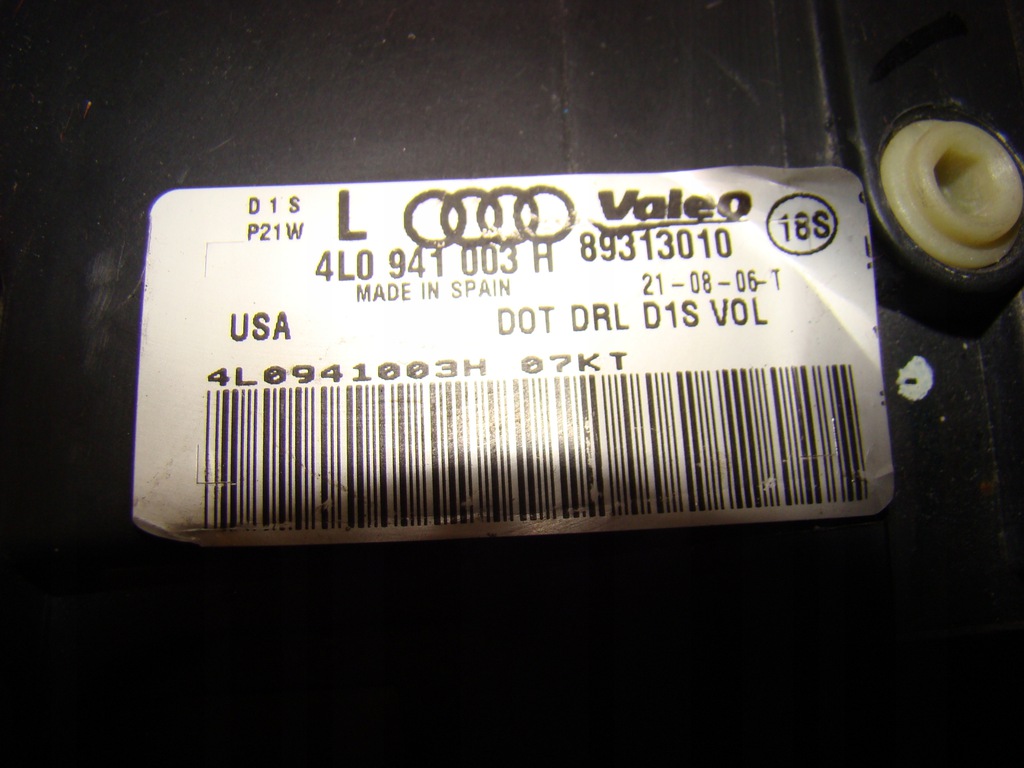 D1S L Valeo 18S
P21W
4L0 941 003 H 89313010
MADE IN SPAIN 21-08-06-T
USA DOT DRL D1S VOL
4L0941003H 07KT